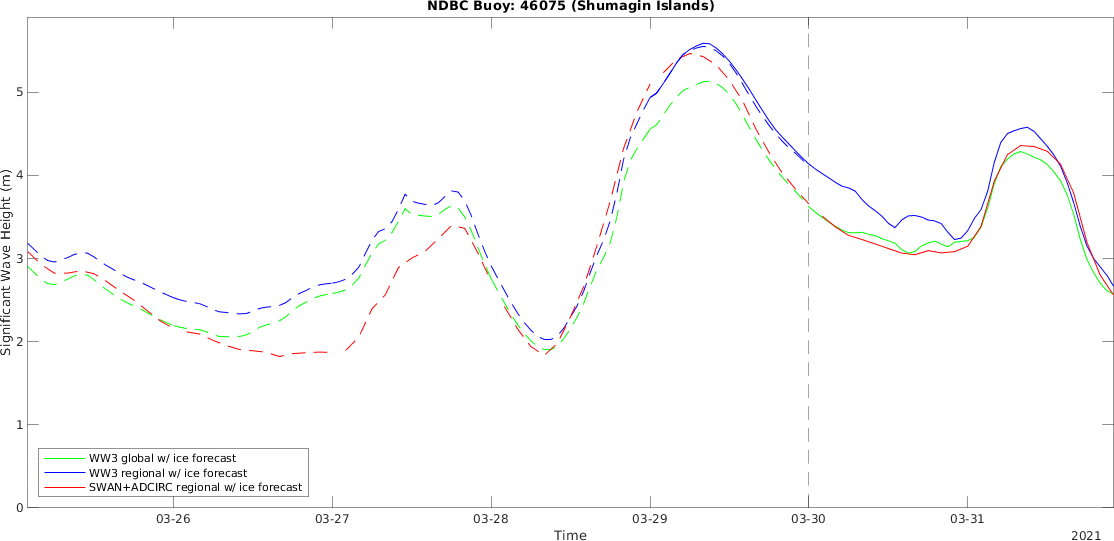 NDBC Buoy: 46075 (Shumagin Islands)
Significant Wave Height (m)
5
4
3
2
1
0
WW3 global w/ ice forecast
WW3 regional w/ ice forecast
SWAN+ADCIRC regional w/ ice forecast
03-26 03-27 03-28 03-29 03-30 03-31
Time
2021